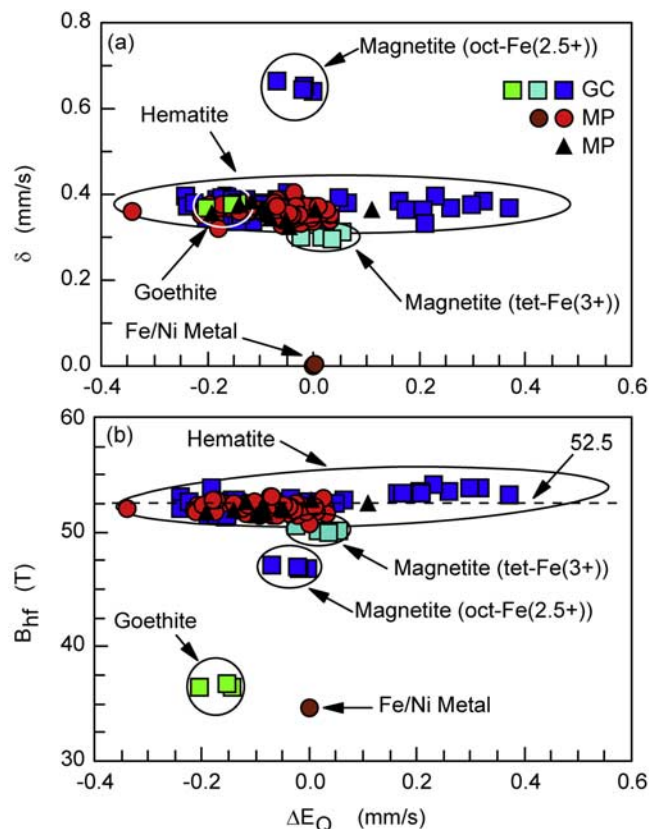 (a)
Magnetite (oct-Fe(2.5+))
GC
MP
MP
Hematite
Goethite
Magnetite (tet-Fe(3+))
Fe/Ni Metal
δ (mm/s)
0.8
0.6
0.4
0.2
0.0
-0.4 -0.2 0.0 0.2 0.4 0.6
(b)
Hematite
52.5
Magnetite (tet-Fe(3+))
Magnetite (oct-Fe(2.5+))
Goethite
Fe/Ni Metal
Bhf (T)
60
50
40
30
-0.4 -0.2 0.0 0.2 0.4 0.6
ΔEQ (mm/s)